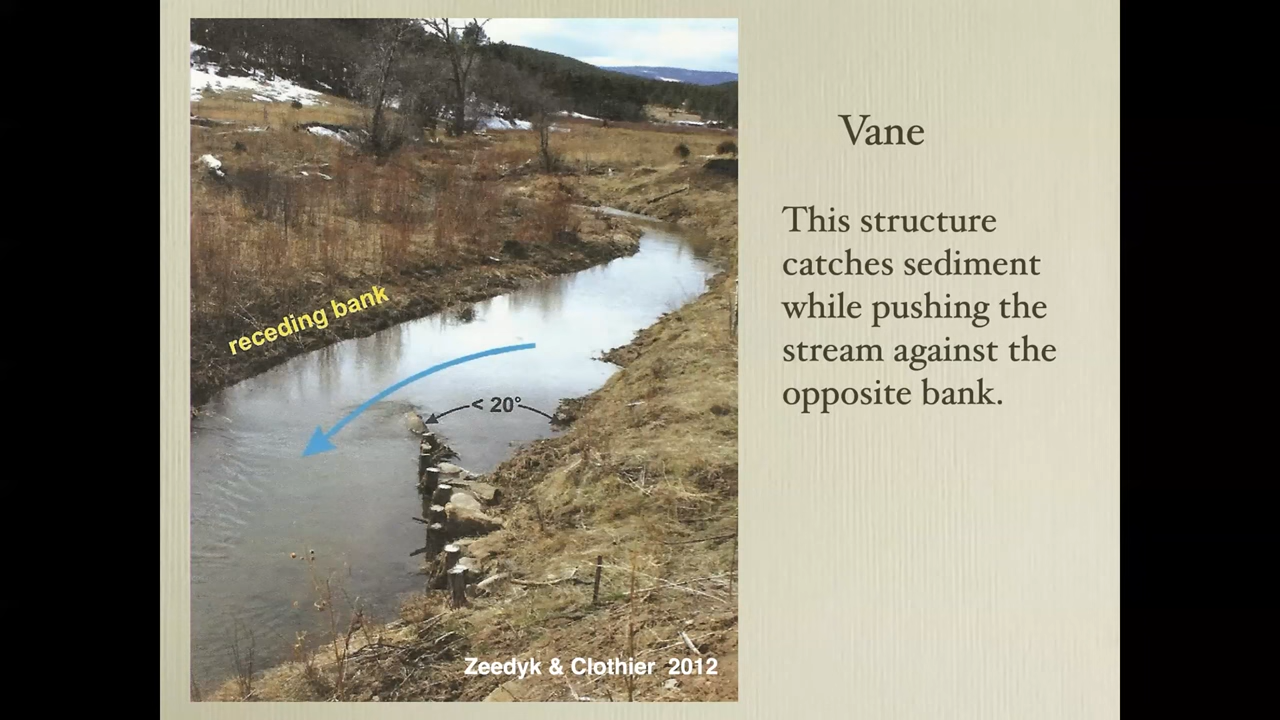 Vane
This structure
catches sediment
while pushing the
stream against the
opposite bank.
receding bank
< 20°
Zeedyk & Clothier 2012